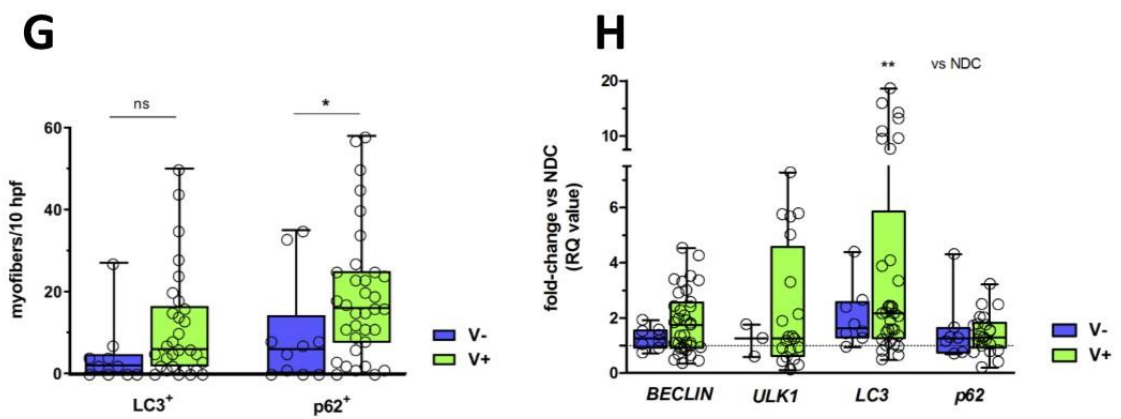 G
ns
*
60
40
20
0
myofibers/10 hpf
LC3+
p62+
V-
V+
H
** vs NDC
20
10
6
4
2
0
fold-change vs NDC
(RQ value)
BECLIN ULK1 LC3 p62
V-
V+